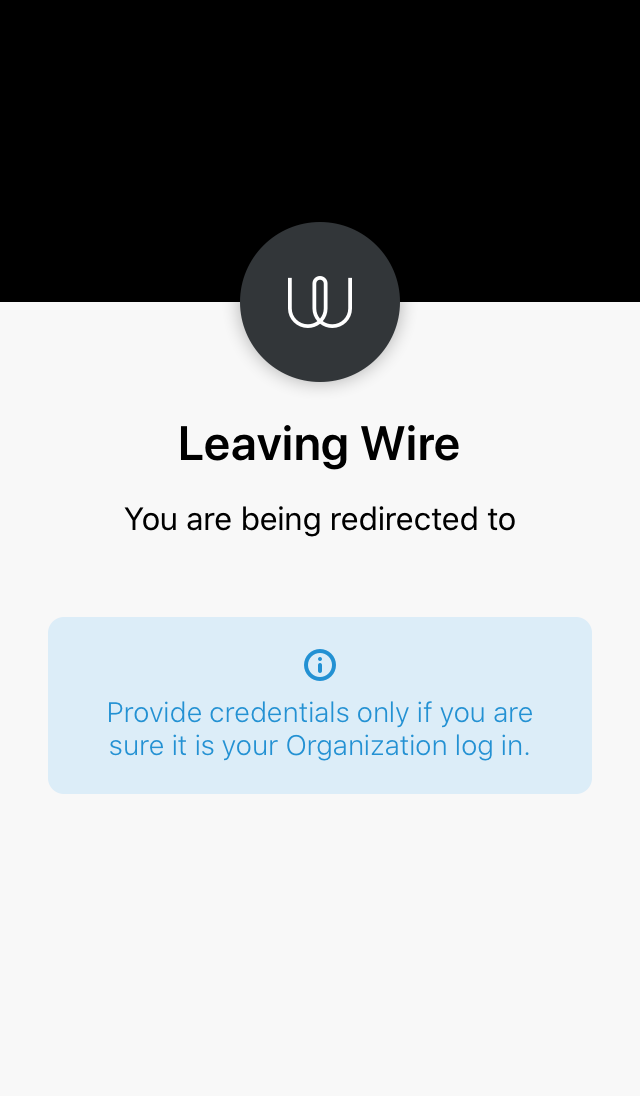 Leaving Wire
You are being redirected to
Provide credentials only if you are
sure it is your Organization log in.